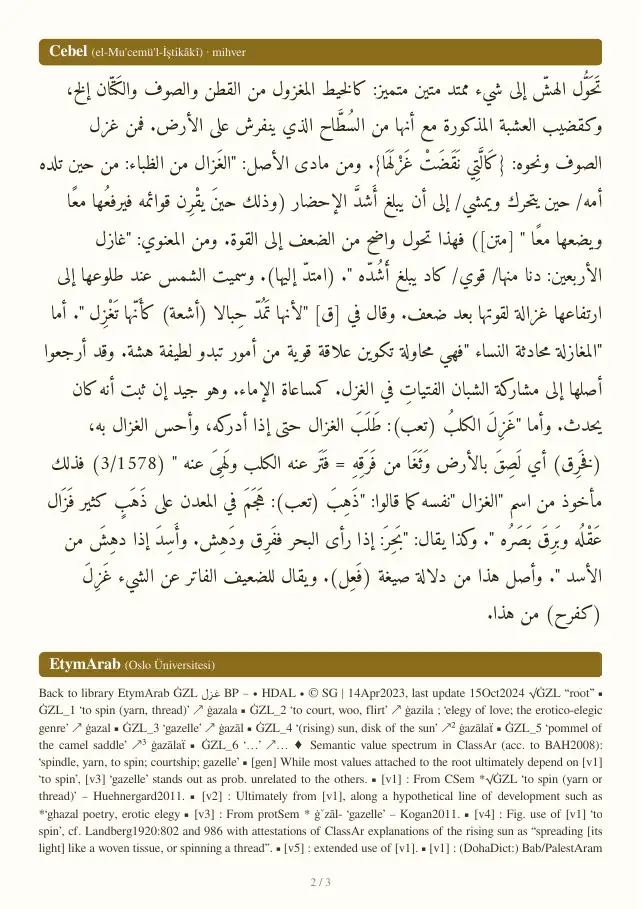 Cebel (el-Mu'cemü'l-İştikâkî) · mihver
تَحَوُّل الهشّ إلى شيء ممتد متين متميز: كالخيط المغزول من القطن والصوف والكَتّان إلخ،
وكقضيب العشبة المذكورة مع أنها من السُطَّاح الذي ينفرش على الأرض. فمن غزل
الصوف ونحوه: {كَالَّتِي نَقَضَتْ غَزْلَهَا}. ومن مادى الأصل: "الغَزال من الظباء: من حين تلده
أمه/ حين يتحرك ويمشي/ إلى أن يبلغ أَشدَّ الإحضار (وذلك حينَ يقْرِن قوائمه فيرفعُها معًا
ويضعها معًا " [متن]) فهذا تحول واضح من الضعف إلى القوة. ومن المعنوي: "غازل
الأربعين: دنا منها/ قوي/ كاد يبلغ أَشُدّه ". (امتدّ إليها). وسميت الشمس عند طلوعها إلى
ارتفاعها غزالة لقوتها بعد ضعف. وقال في [ق] "لأنها تَمُدّ حِبالا (أشعة) كأنّها تَغْزِل ". أما
"المغازلة محادثة النساء "فهي محاولة تكوين علاقة قوية من أمور تبدو لطيفة هشة. وقد أرجعوا
أصلها إلى مشاركة الشبان الفتياتِ في الغزل. كمساعاة الإماء. وهو جيد إن ثبت أنه كان
يحدث. وأما "غَزِلَ الكلبُ (تعب): طَلَبَ الغزال حتى إذا أدركه، وأحس الغزال به،
(فخَرِق) أي لَصِقَ بالأرض وَثَغَا من فَرَقِهِ = فَتَر عنه الكلب ولَهِيَ عنه " (3/1578) فذلك
مأخوذ من اسم "الغزال "نفسه كما قالوا: "ذَهِبَ (تعب): هَجَمَ في المعدن على ذَهَبٍ كثير فَزَال
عَقْلُه وبَرِقَ بَصَرُه ". وكذا يقال: "بَحِرَ: إذا رأى البحر ففَرِق ودَهِش. وأَسِدَ إذا دهِشَ من
الأسد ". وأصل هذا من دلالة صيغة (فَعِل). ويقال للضعيف الفاتر عن الشيء غَزِلَ
(كفرح) من هذا.
EtymArab (Oslo Üniversitesi)
Back to library EtymArab ĠZL غزل BP – • HDAL • © SG | 14Apr2023, last update 15Oct2024 √ĠZL “root” ▪
ĠZL_1 ‘to spin (yarn, thread)’ ↗ ġazala ▪ ĠZL_2 ‘to court, woo, flirt’ ↗ ġazila ; ‘elegy of love; the erotico-elegic
genre’ ↗ ġazal ▪ ĠZL_3 ‘gazelle’ ↗ ġazāl ▪ ĠZL_4 ‘(rising) sun, disk of the sun’ ↗² ġazālaẗ ▪ ĠZL_5 ‘pommel of
the camel saddle’ ↗³ ġazālaẗ ▪ ĠZL_6 ‘…’ ↗… ♦ Semantic value spectrum in ClassAr (acc. to BAH2008):
‘spindle, yarn, to spin; courtship; gazelle’ ▪ [gen] While most values attached to the root ultimately depend on [v1]
‘to spin’, [v3] ‘gazelle’ stands out as prob. unrelated to the others. ▪ [v1] : From CSem *√ĠZL ‘to spin (yarn or
thread)’ – Huehnergard2011. ▪ [v2] : Ultimately from [v1], along a hypothetical line of development such as
*‘ghazal poetry, erotic elegy ▪ [v3] : From protSem * ġ˅zāl- ‘gazelle’ – Kogan2011. ▪ [v4] : Fig. use of [v1] ‘to
spin’, cf. Landberg1920:802 and 986 with attestations of ClassAr explanations of the rising sun as “spreading [its
light] like a woven tissue, or spinning a thread”. ▪ [v5] : extended use of [v1]. ▪ [v1] : (DohaDict:) Bab/PalestAram
2 / 3